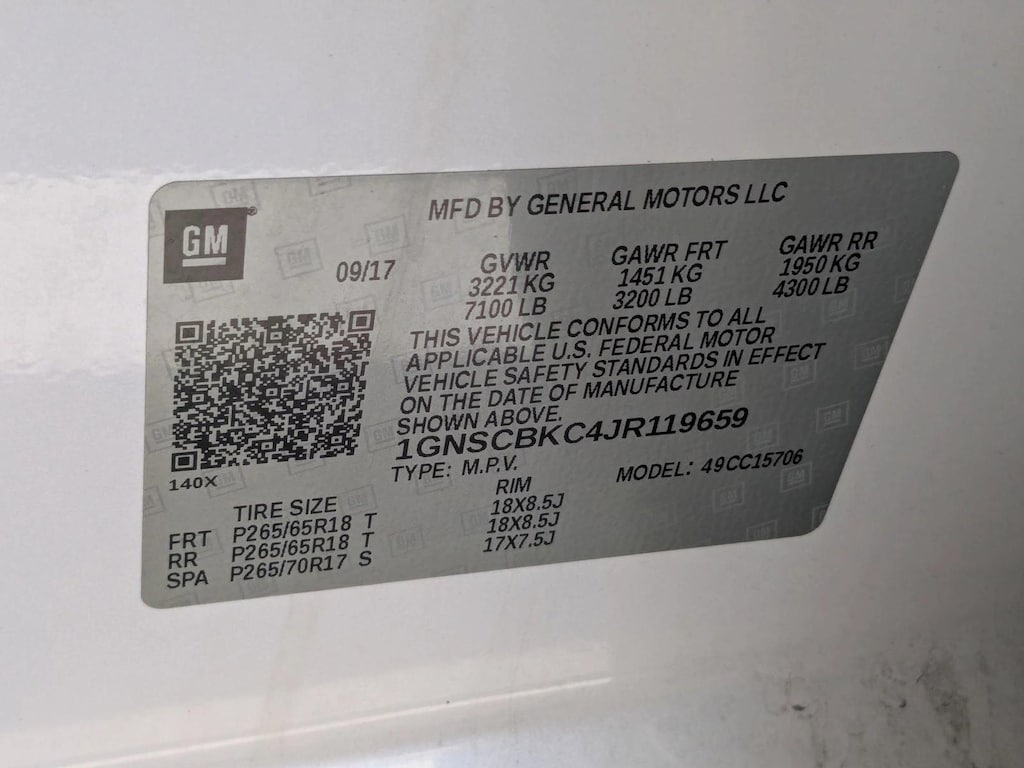 GM
MFD BY GENERAL MOTORS LLC
09/17
GVWR GAWR FRT GAWR RR
3221 KG 1451 KG 1950 KG
7100 LB 3200 LB 4300 LB
THIS VEHICLE CONFORMS TO ALL
APPLICABLE U.S. FEDERAL MOTOR
VEHICLE SAFETY STANDARDS IN EFFECT
ON THE DATE OF MANUFACTURE
SHOWN ABOVE.
1GNSCBKC4JR119659
140X
TYPE: M.P.V. MODEL: 49CC15706
TIRE SIZE RIM
FRT P265/65R18 T 18X8.5J
RR P265/65R18 T 18X8.5J
SPA P265/70R17 S 17X7.5J